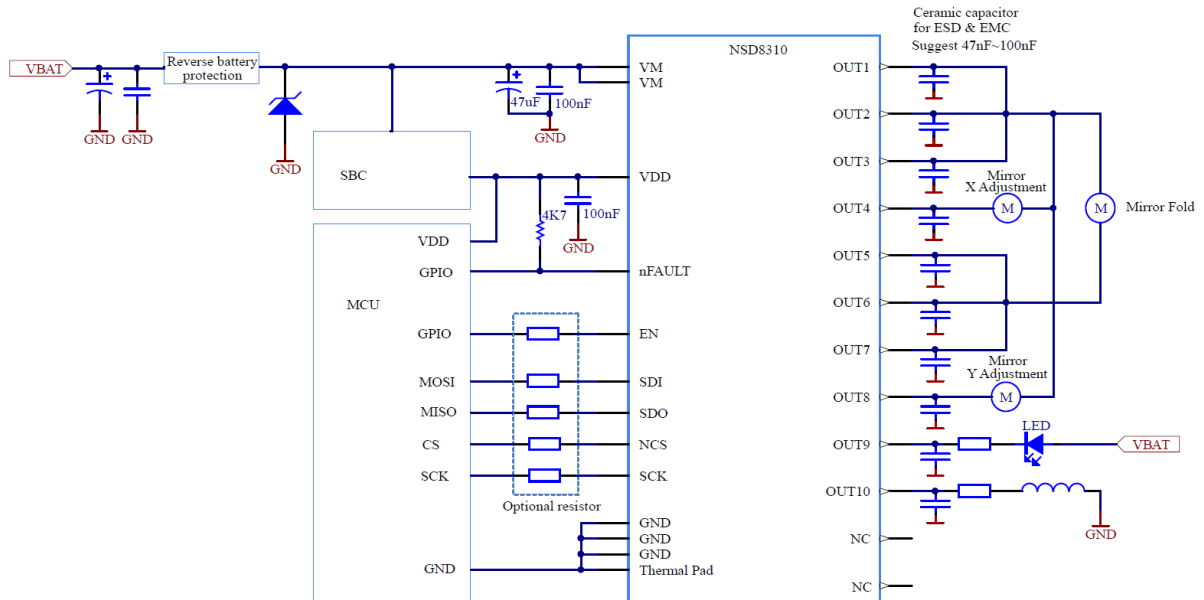 Ceramic capacitor
for ESD & EMC
Suggest 47nF~100nF
NSD8310
VBAT
Reverse battery
protection
+
GND
GND
GND
+
47uF
100nF
GND
VM
VM
SBC
VDD
4K7
100nF
GND
VDD
GPIO
nFAULT
MCU
GPIO
EN
MOSI
SDI
MISO
SDO
CS
NCS
SCK
SCK
Optional resistor
GND
GND
GND
GND
Thermal Pad
OUT1
OUT2
OUT3
Mirror
X Adjustment
OUT4
M
M
Mirror Fold
OUT5
OUT6
OUT7
Mirror
Y Adjustment
OUT8
M
LED
OUT9
VBAT
OUT10
GND
NC
NC